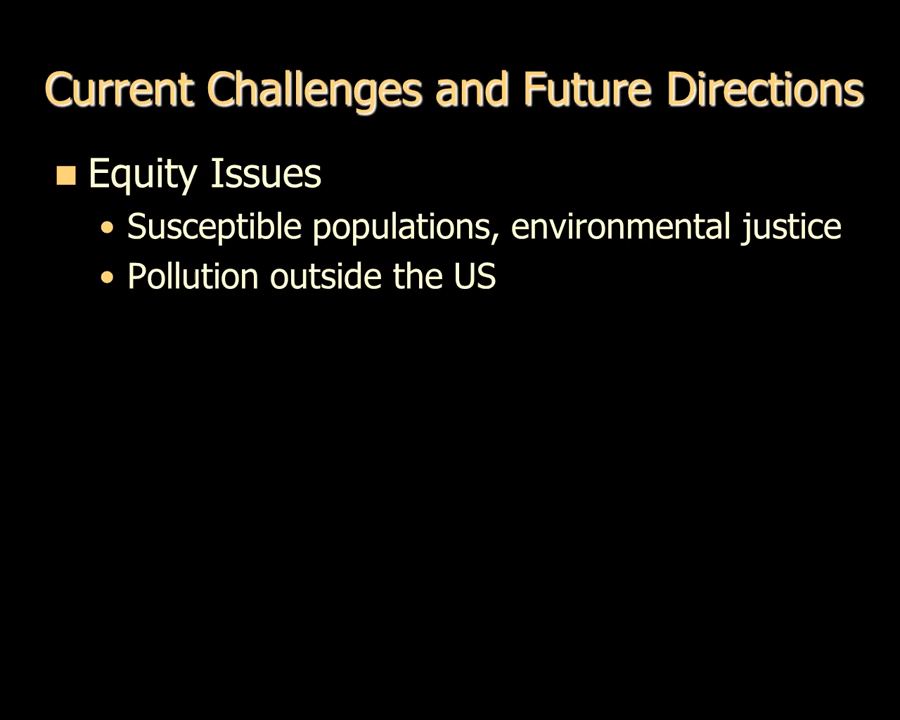 Current Challenges and Future Directions
■ Equity Issues
• Susceptible populations, environmental justice
• Pollution outside the US